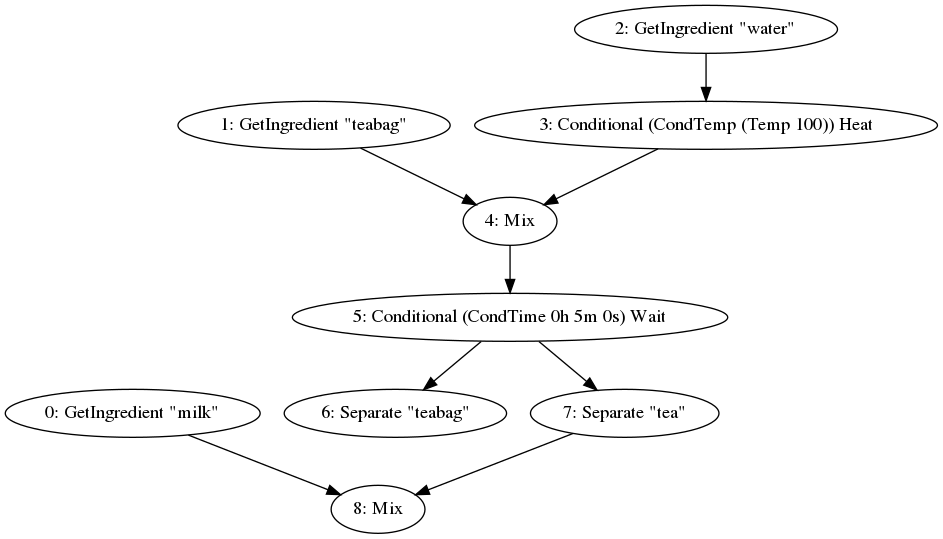 2: GetIngredient "water"
1: GetIngredient "teabag"
3: Conditional (CondTemp (Temp 100)) Heat
4: Mix
5: Conditional (CondTime 0h 5m 0s) Wait
0: GetIngredient "milk"
6: Separate "teabag"
7: Separate "tea"
8: Mix